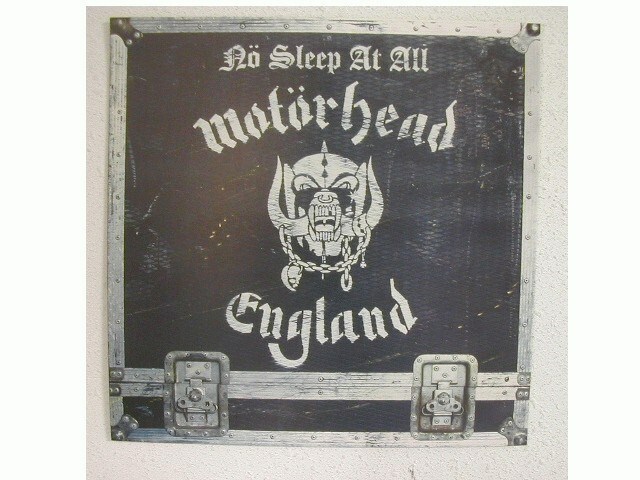 Nö Sleep At All
motörhead
England